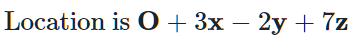 Location is O + 3x − 2y + 7z